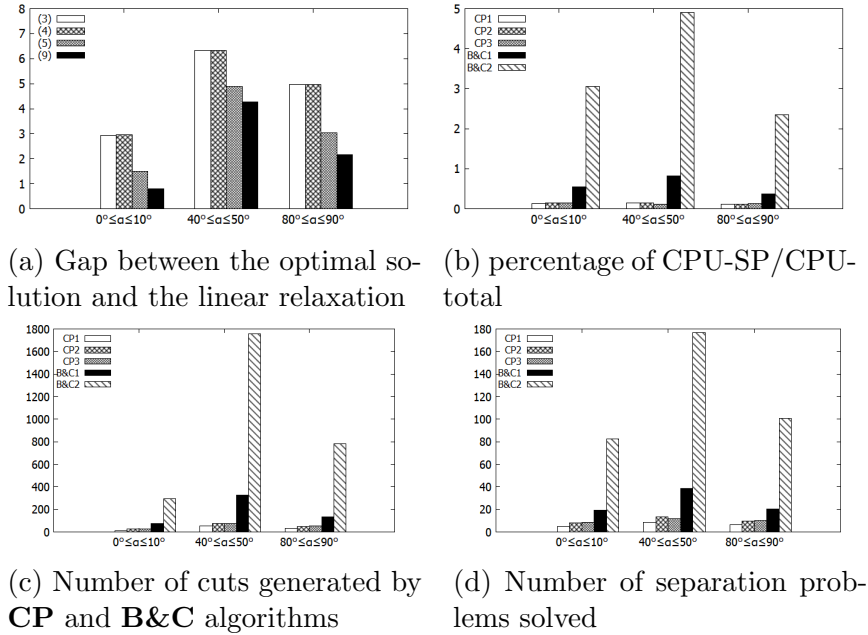 8
7
6
5
4
3
2
1
0
(3)
(4)
(5)
(9)
0°≤α≤10° 40°≤α≤50° 80°≤α≤90°
(a) Gap between the optimal so-
lution and the linear relaxation
5
4
3
2
1
0
CP1
CP2
CP3
B&C1
B&C2
0°≤α≤10° 40°≤α≤50° 80°≤α≤90°
(b) percentage of CPU-SP/CPU-
total
1800
1600
1400
1200
1000
800
600
400
200
0
CP1
CP2
CP3
B&C1
B&C2
0°≤α≤10° 40°≤α≤50° 80°≤α≤90°
(c) Number of cuts generated by
CP and B&C algorithms
180
160
140
120
100
80
60
40
20
0
CP1
CP2
CP3
B&C1
B&C2
0°≤α≤10° 40°≤α≤50° 80°≤α≤90°
(d) Number of separation prob-
lems solved